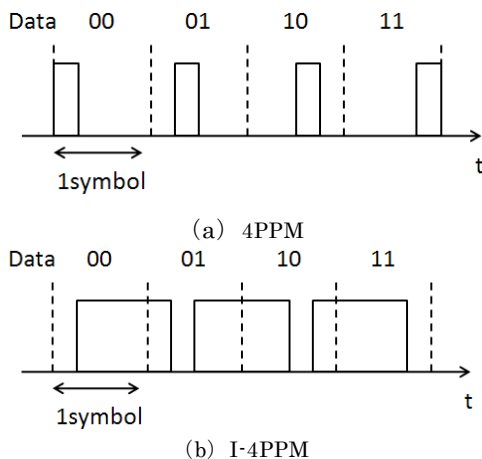 Data 00 01 10 11
t
1symbol
(a) 4PPM
Data 00 01 10 11
t
1symbol
(b) I-4PPM